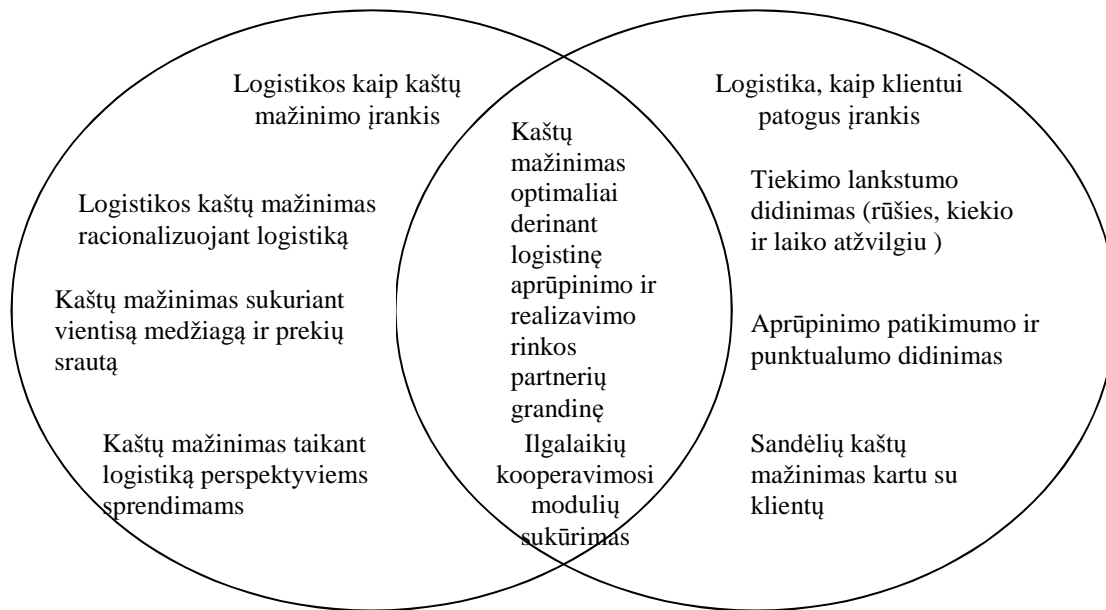 Logistikos kaip kaštų
mažinimo įrankis
Logistikos kaštų mažinimas
racionalizuojant logistiką
Kaštų mažinimas sukuriant
vientisą medžiagą ir prekių
srautą
Kaštų mažinimas taikant
logistiką perspektyviems
sprendimams
Kaštų
mažinimas
optimaliai
derinant
logistinę
aprūpinimo ir
realizavimo
rinkos
partnerių
grandinę
Ilgalaikių
kooperavimosi
modulių
sukūrimas
Logistika, kaip klientui
patogus įrankis
Tiekimo lankstumo
didinimas (rūšies, kiekio
ir laiko atžvilgiu )
Aprūpinimo patikimumo ir
punktualumo didinimas
Sandėlių kaštų
mažinimas kartu su
klientų